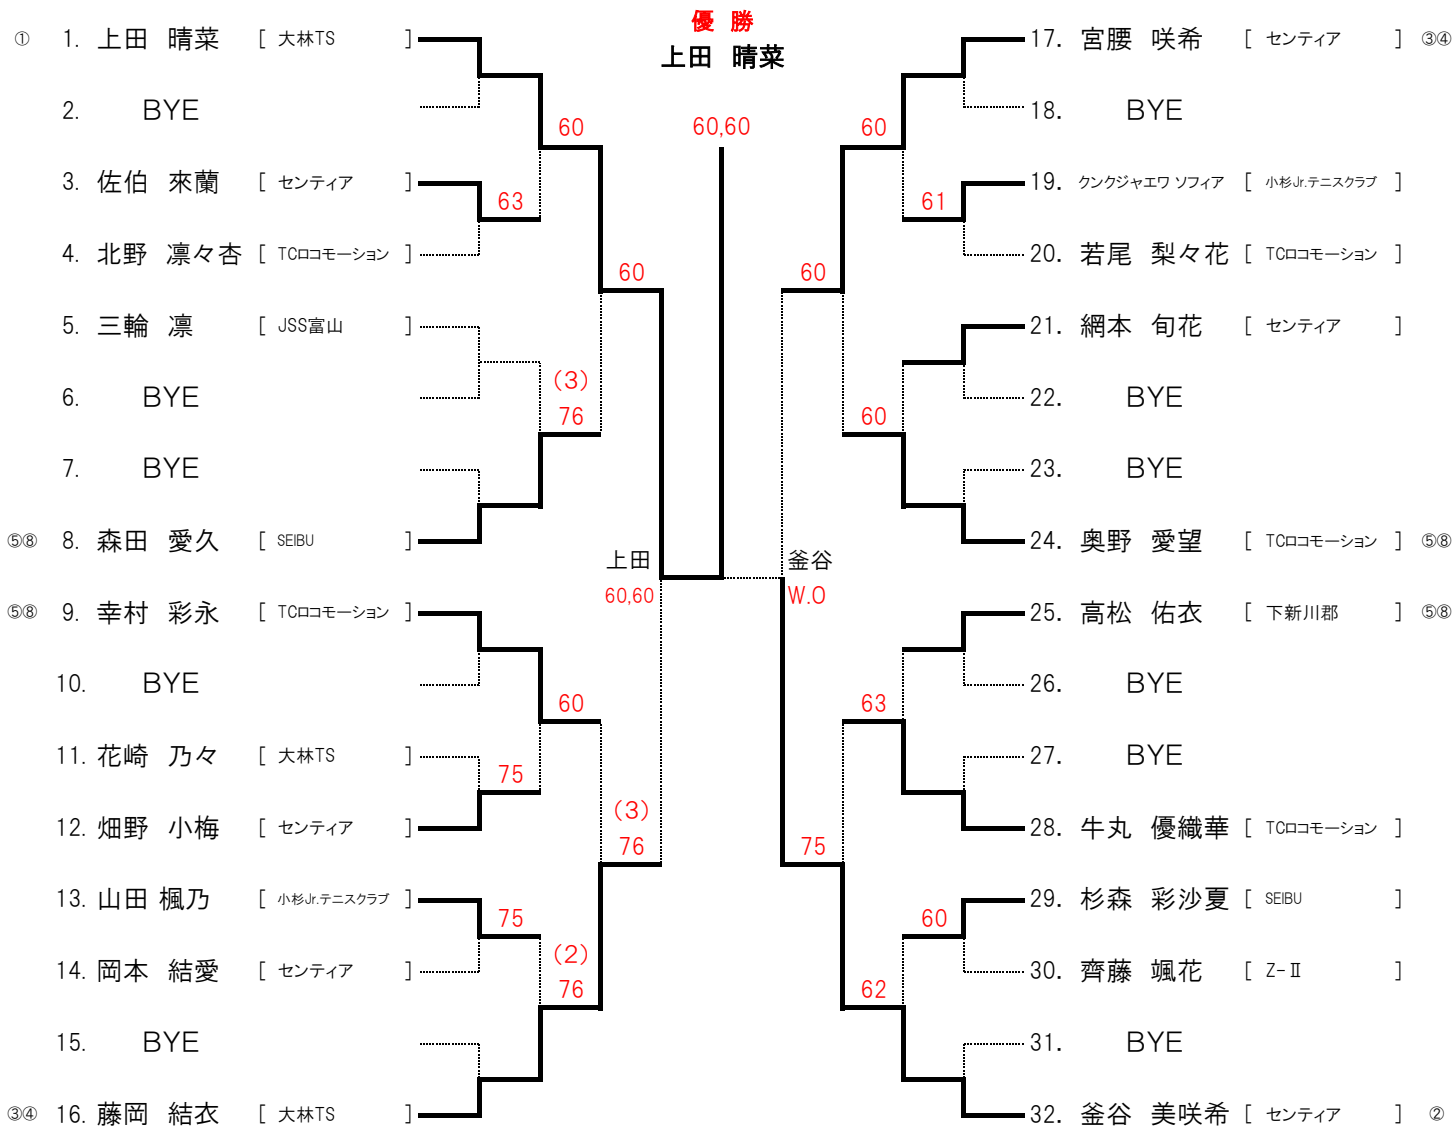 優 勝
上田 晴菜
60,60
① 1. 上田 晴菜 [ 大林TS ]
2. BYE
60
3. 佐伯 來蘭 [ センティア ]
63
4. 北野 凛々杏 [ TCロコモーション ]
60
5. 三輪 凛 [ JSS富山 ]
(3)
76
6. BYE
7. BYE
⑤⑧ 8. 森田 愛久 [ SEIBU ]
上田
60,60
⑤⑧ 9. 幸村 彩永 [ TCロコモーション ]
10. BYE
60
11. 花崎 乃々 [ 大林TS ]
75
12. 畑野 小梅 [ センティア ]
(3)
76
13. 山田 楓乃 [ 小杉Jr.テニスクラブ ]
75
14. 岡本 結愛 [ センティア ]
(2)
76
15. BYE
③④ 16. 藤岡 結衣 [ 大林TS ]
17. 宮腰 咲希 [ センティア ] ③④
18. BYE
60
19. クンクジャエワ ソフィア [ 小杉Jr.テニスクラブ ]
61
20. 若尾 梨々花 [ TCロコモーション ]
60
21. 網本 旬花 [ センティア ]
22. BYE
60
23. BYE
24. 奥野 愛望 [ TCロコモーション ] ⑤⑧
釜谷
W.O
25. 高松 佑衣 [ 下新川郡 ] ⑤⑧
26. BYE
63
27. BYE
28. 牛丸 優織華 [ TCロコモーション ]
75
29. 杉森 彩沙夏 [ SEIBU ]
60
30. 齊藤 颯花 [ Z-Ⅱ ]
62
31. BYE
32. 釜谷 美咲希 [ センティア ] ②